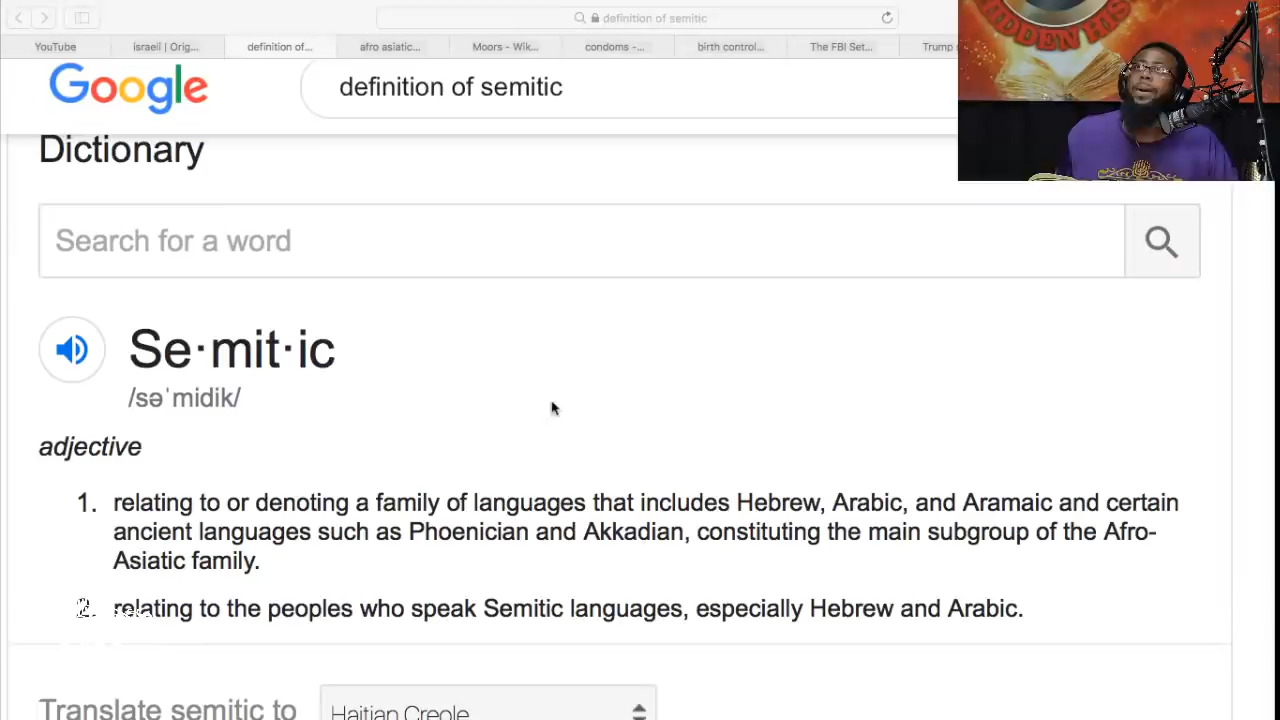 definition of semitic
YouTube
israeli | Orig...
definition of...
afro asiatic...
Moors - Wik...
condoms -...
birth control...
The FBI Set...
Trump
HIDDEN HIS
Google
definition of semitic
Dictionary
Search for a word
Se·mit·ic
/səˈmidik/
adjective
1. relating to or denoting a family of languages that includes Hebrew, Arabic, and Aramaic and certain
ancient languages such as Phoenician and Akkadian, constituting the main subgroup of the Afro-
Asiatic family.
relating to the peoples who speak Semitic languages, especially Hebrew and Arabic.
Translate semitic to
Haitian Creole